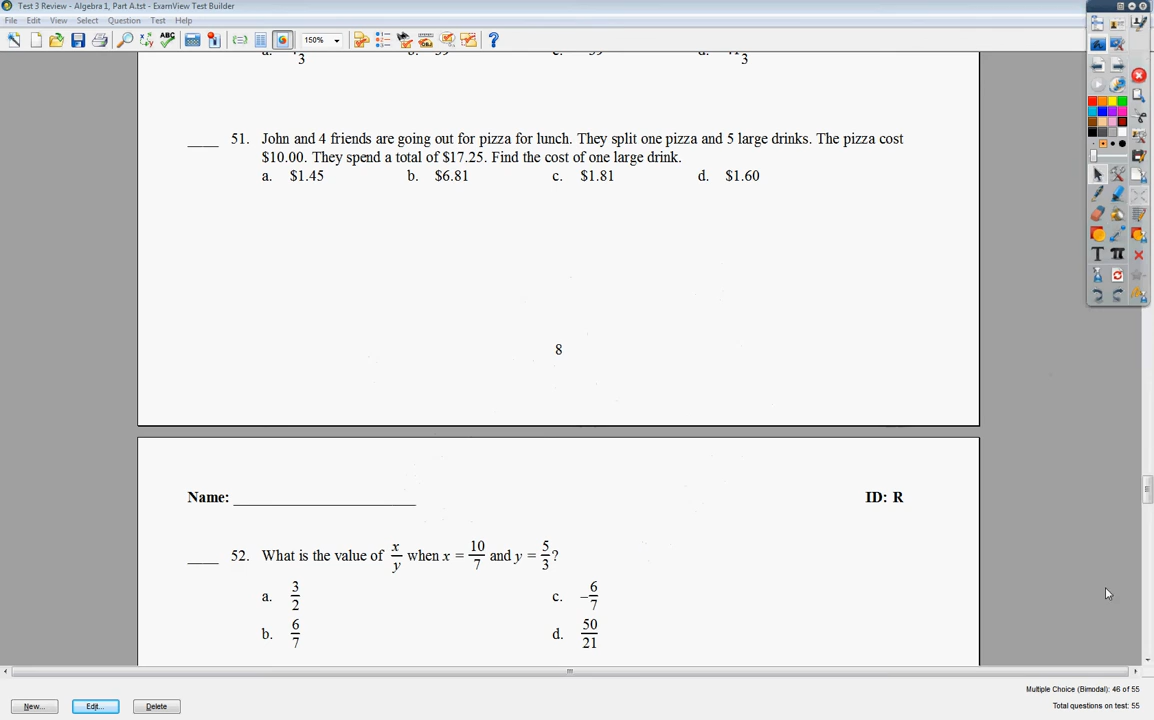 Test 3 Review - Algebra 1, Part A.tst - ExamView Test Builder
File Edit View Select Question Test Help
150%
3
3
____ 51. John and 4 friends are going out for pizza for lunch. They split one pizza and 5 large drinks. The pizza cost
$10.00. They spend a total of $17.25. Find the cost of one large drink.
a. $1.45 b. $6.81 c. $1.81 d. $1.60
8
Name: ______________________ ID: R
____ 52. What is the value of x/y when x = 10/7 and y = 5/3?
a. 3/2 c. -6/7
b. 6/7 d. 50/21
Multiple Choice (Bimodal): 46 of 55
New... Edit... Delete Total questions on test: 55